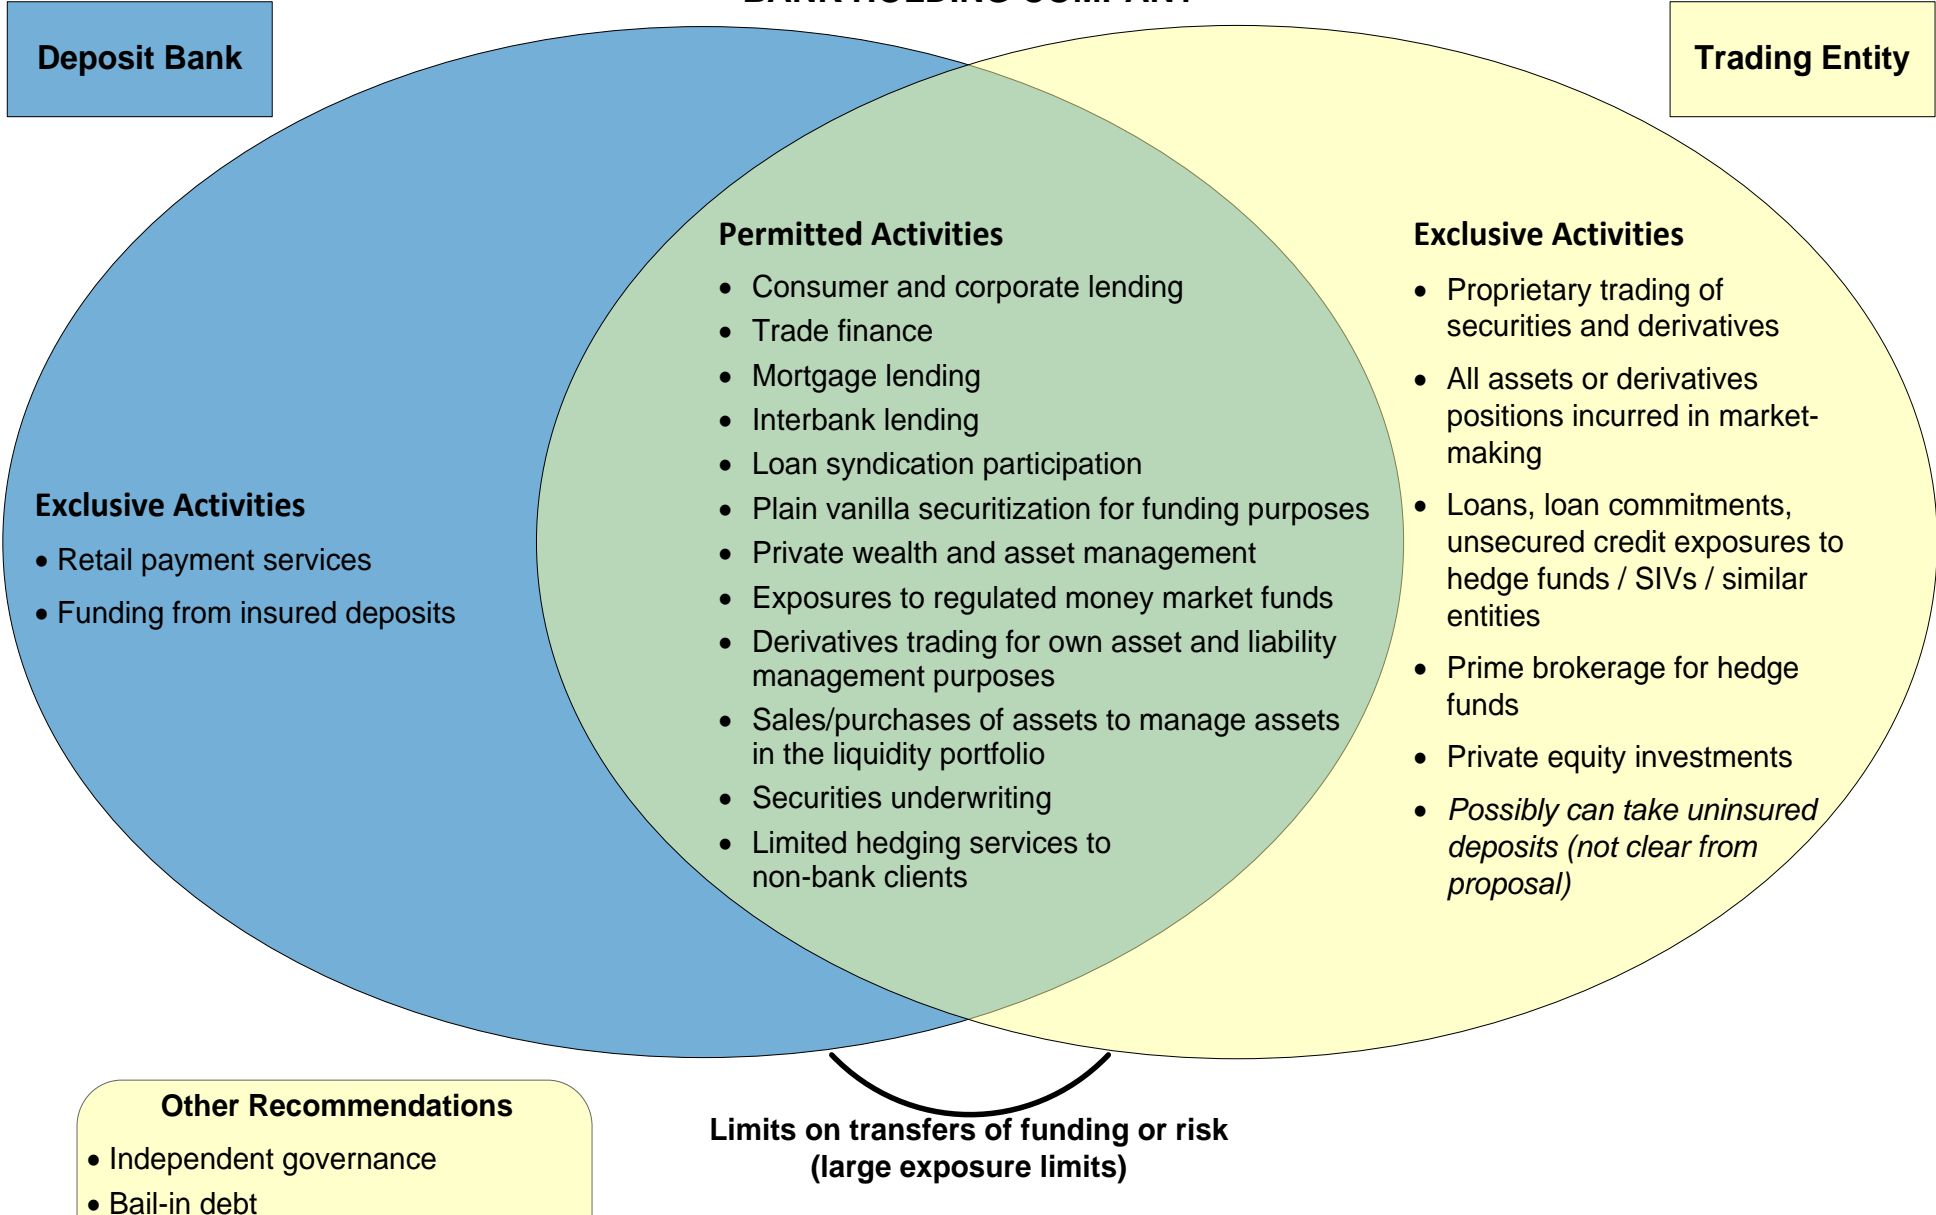 BANK HOLDING COMPANY
Deposit Bank
Trading Entity
Exclusive Activities
• Retail payment services
• Funding from insured deposits
Permitted Activities
• Consumer and corporate lending
• Trade finance
• Mortgage lending
• Interbank lending
• Loan syndication participation
• Plain vanilla securitization for funding purposes
• Private wealth and asset management
• Exposures to regulated money market funds
• Derivatives trading for own asset and liability
management purposes
• Sales/purchases of assets to manage assets
in the liquidity portfolio
• Securities underwriting
• Limited hedging services to
non-bank clients
Exclusive Activities
• Proprietary trading of
securities and derivatives
• All assets or derivatives
positions incurred in market-
making
• Loans, loan commitments,
unsecured credit exposures to
hedge funds / SIVs / similar
entities
• Prime brokerage for hedge
funds
• Private equity investments
• Possibly can take uninsured
deposits (not clear from
proposal)
Limits on transfers of funding or risk
(large exposure limits)
Other Recommendations
• Independent governance
• Bail-in debt